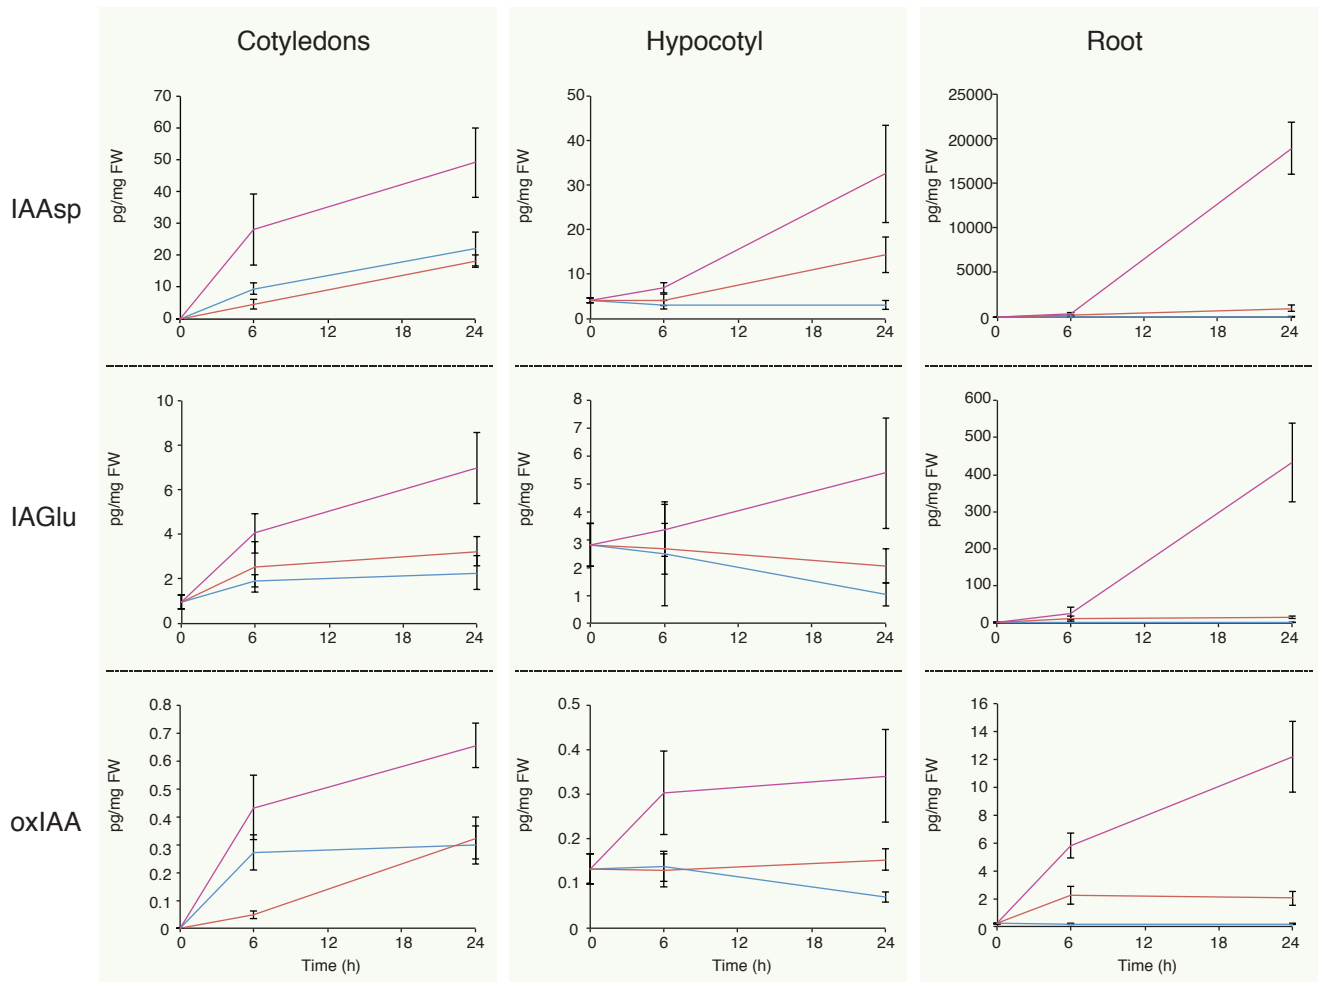 Cotyledons Hypocotyl Root
IAAsp
pg/mg FW
70
60
50
40
30
20
10
0
0 6 12 18 24
pg/mg FW
50
40
30
20
10
0
0 6 12 18 24
pg/mg FW
25000
20000
15000
10000
5000
0
0 6 12 18 24
IAGlu
pg/mg FW
10
8
6
4
2
0
0 6 12 18 24
pg/mg FW
8
7
6
5
4
3
2
1
0
0 6 12 18 24
pg/mg FW
600
500
400
300
200
100
0
0 6 12 18 24
oxIAA
pg/mg FW
0.8
0.7
0.6
0.5
0.4
0.3
0.2
0.1
0
0 6 12 18 24
Time (h)
pg/mg FW
0.5
0.4
0.3
0.2
0.1
0
0 6 12 18 24
Time (h)
pg/mg FW
16
14
12
10
8
6
4
2
0
0 6 12 18 24
Time (h)